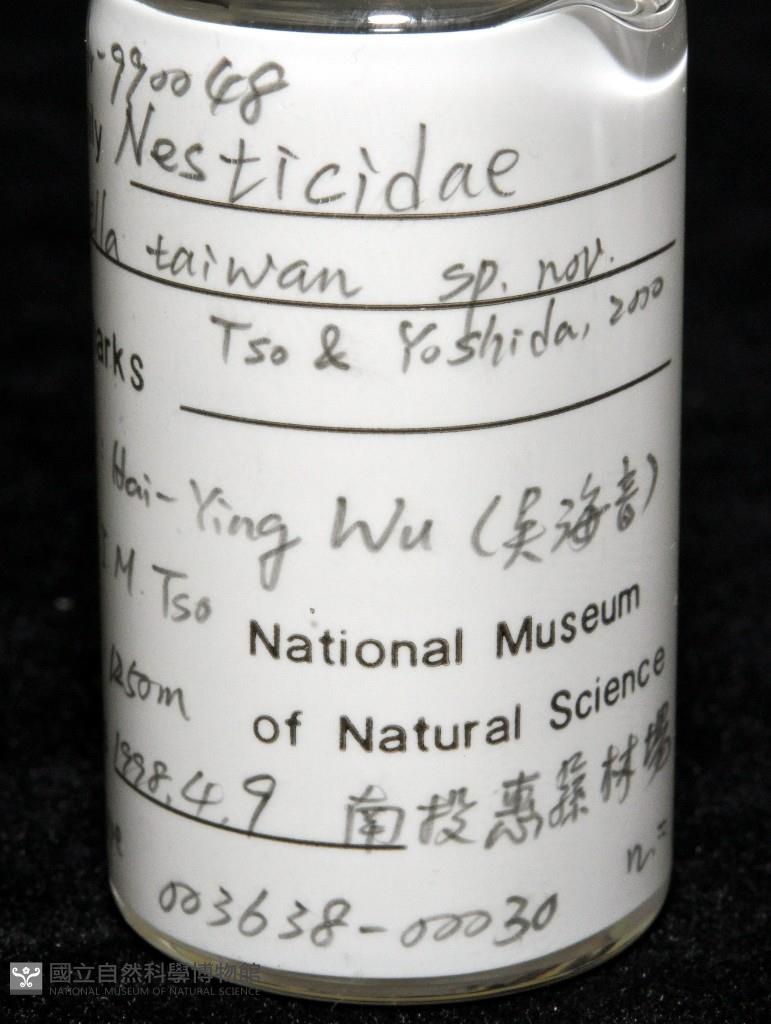 -990048
Nesticidae
ella taiwan sp. nov.
Tso & Yoshida, 2000
arks
Hai-Ying Wu (吳海音)
I M. Tso
National Museum
1250m
of Natural Science
1998.4.9 南投惠蓀林場
n=
003638-00030
國立自然科學博物館
NATIONAL MUSEUM OF NATURAL SCIENCE